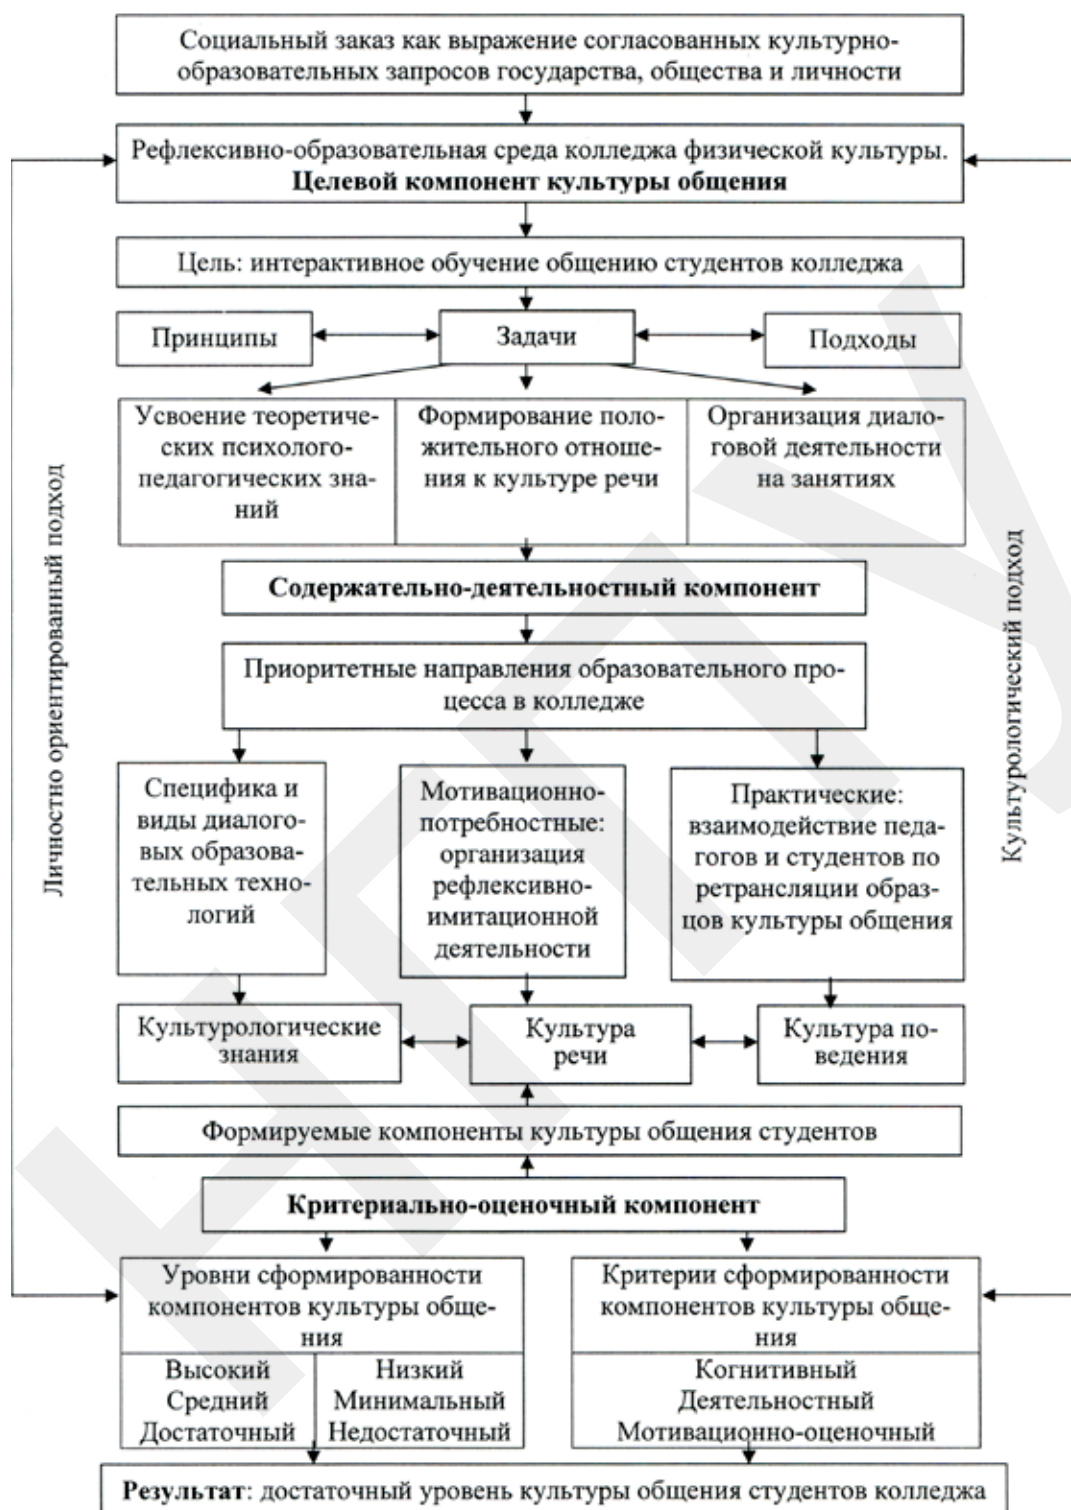 Социальный заказ как выражение согласованных культурно-
образовательных запросов государства, общества и личности
Рефлексивно-образовательная среда колледжа физической культуры.
Целевой компонент культуры общения
Цель: интерактивное обучение общению студентов колледжа
Принципы
Задачи
Подходы
Усвоение теоретиче-
ских психолого-
педагогических зна-
ний
Формирование поло-
жительного отноше-
ния к культуре речи
Организация диало-
говой деятельности
на занятиях
Личностно ориентированный подход
Культурологический подход
Содержательно-деятельностный компонент
Приоритетные направления образовательного про-
цесса в колледже
Специфика и
виды диалого-
вых образова-
тельных техно-
логий
Мотивационно-
потребностные:
организация
рефлексивно-
имитационной
деятельности
Практические:
взаимодействие педа-
гогов и студентов по
ретрансляции образ-
цов культуры общения
Культурологические
знания
Культура
речи
Культура по-
ведения
Формируемые компоненты культуры общения студентов
Критериально-оценочный компонент
Уровни сформированности
компонентов культуры обще-
ния
Высокий
Средний
Достаточный
Низкий
Минимальный
Недостаточный
Критерии сформированности
компонентов культуры обще-
ния
Когнитивный
Деятельностный
Мотивационно-оценочный
Результат: достаточный уровень культуры общения студентов колледжа
НПУ